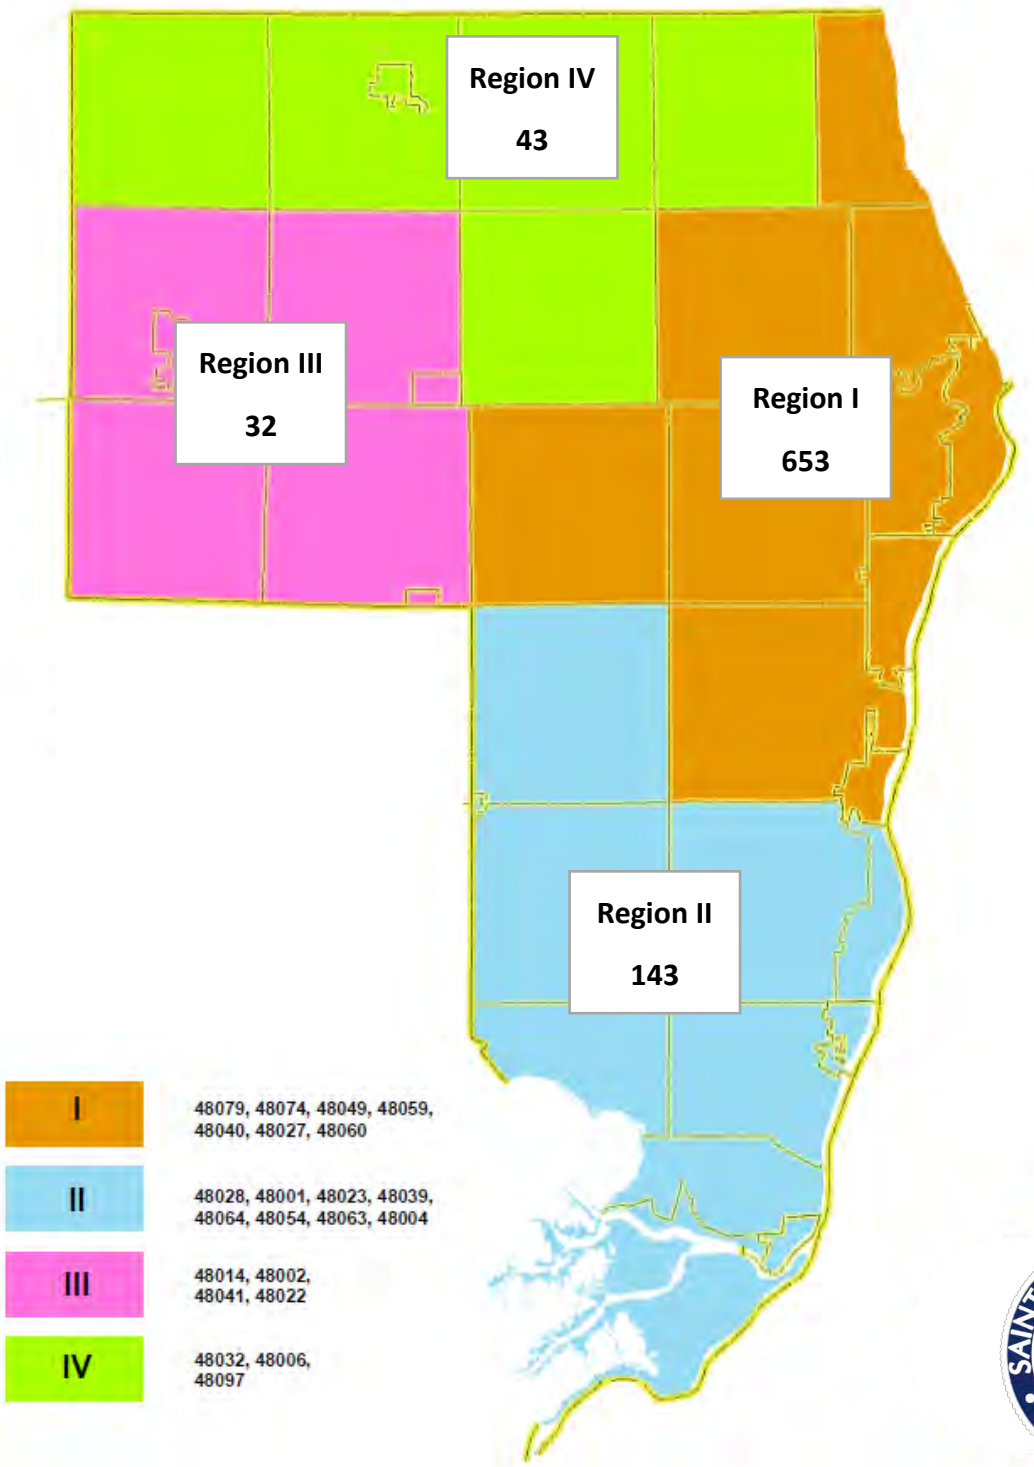 Region IV
43
Region III
32
Region I
653
Region II
143
I
48079, 48074, 48049, 48059,
48040, 48027, 48060
II
48028, 48001, 48023, 48039,
48064, 48054, 48063, 48004
III
48014, 48002,
48041, 48022
IV
48032, 48006,
48097
SAINT